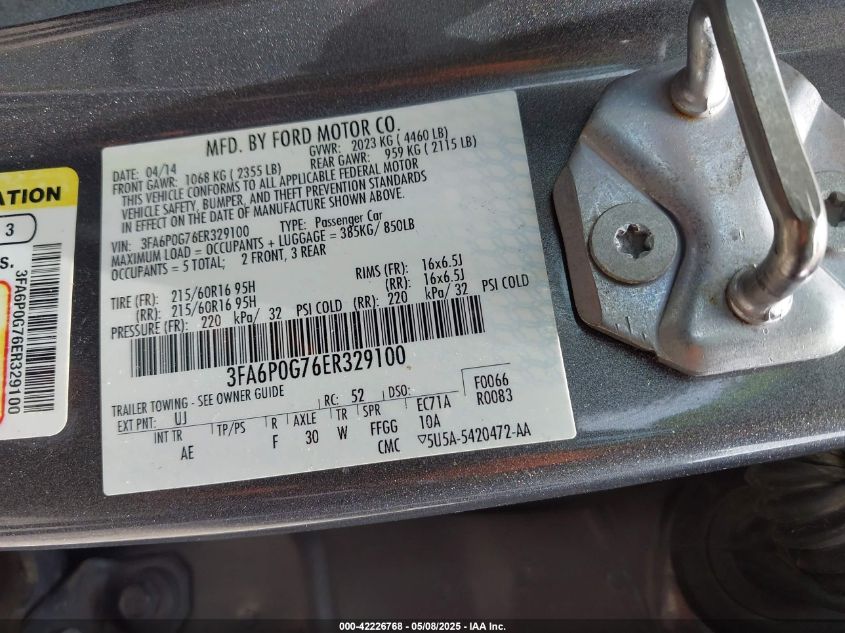 MFD. BY FORD MOTOR CO.
DATE: 04/14 GVWR: 2023 KG ( 4460 LB)
FRONT GAWR: 1068 KG ( 2355 LB) REAR GAWR: 959 KG ( 2115 LB)
THIS VEHICLE CONFORMS TO ALL APPLICABLE FEDERAL MOTOR
VEHICLE SAFETY, BUMPER, AND THEFT PREVENTION STANDARDS
IN EFFECT ON THE DATE OF MANUFACTURE SHOWN ABOVE.
VIN: 3FA6P0G76ER329100 TYPE: Passenger Car
MAXIMUM LOAD = OCCUPANTS + LUGGAGE = 385KG/ 850LB
OCCUPANTS = 5 TOTAL; 2 FRONT, 3 REAR
TIRE (FR): 215/60R16 95H RIMS (FR): 16x6.5J
(RR): 215/60R16 95H (RR): 16x6.5J
PRESSURE (FR): 220 kPa/ 32 PSI COLD (RR): 220 kPa/ 32 PSI COLD
3FA6P0G76ER329100
TRAILER TOWING - SEE OWNER GUIDE
EXT PNT: UJ RC: 52 DSO: F0066
R0083
INT TR TP/PS R AXLE TR SPR EC71A
AE F 30 W FFGG 10A
CMC ▽5U5A-5420472-AA
ATION
3
S.
3FA6P0G76ER329100
000-42226768 - 05/08/2025 - IAA Inc.